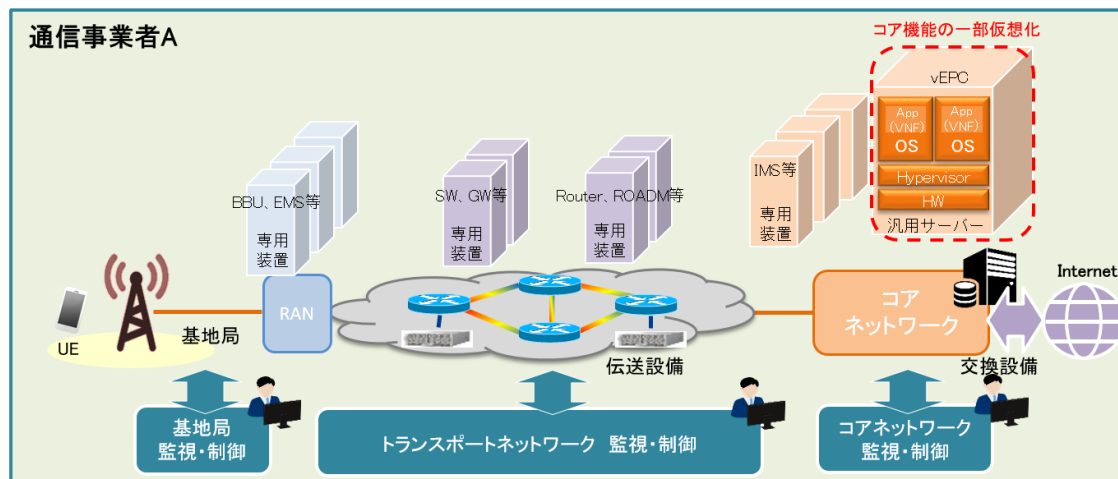 通信事業者A
コア機能の一部仮想化
vEPC
App
(VNF)
OS
App
(VNF)
OS
Hypervisor
HW
汎用サーバー
BBU、EMS等
専用
装置
SW、GW等
専用
装置
Router、ROADM等
専用
装置
IMS等
専用
装置
UE
基地局
RAN
伝送設備
コア
ネットワーク
交換設備
Internet
基地局
監視・制御
トランスポートネットワーク 監視・制御
コアネットワーク
監視・制御